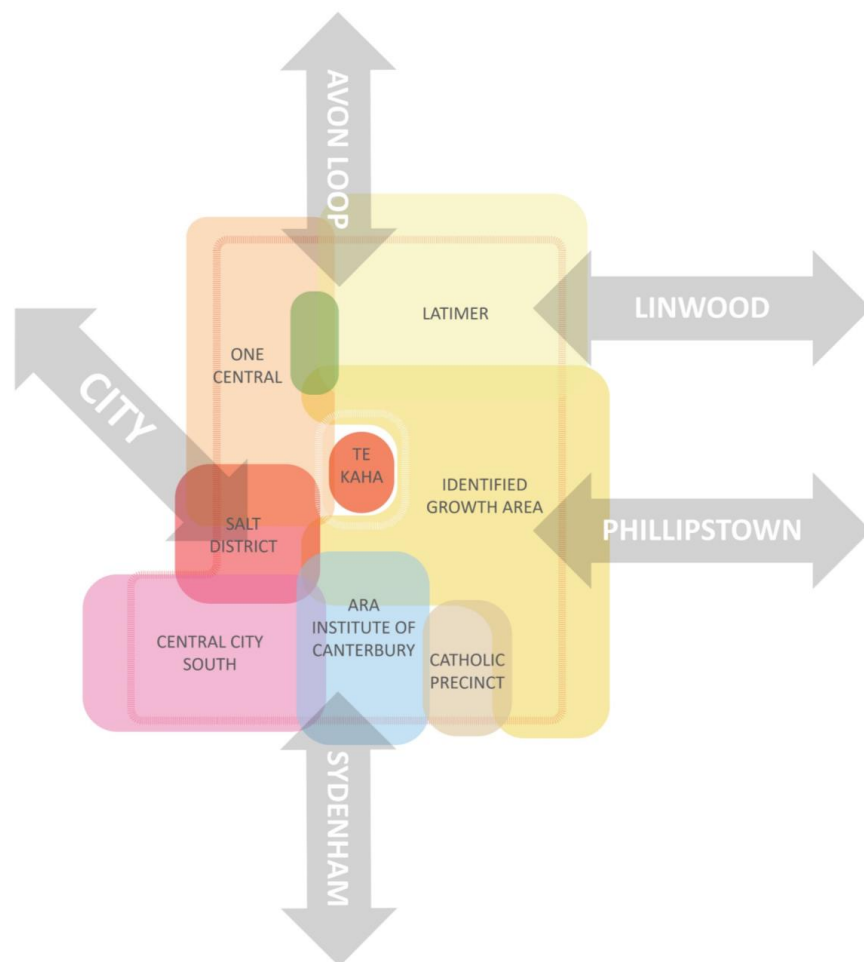 AVON LOOP
LINWOOD
LATIMER
ONE
CENTRAL
CITY
TE
KAHA
IDENTIFIED
GROWTH AREA
SALT
DISTRICT
PHILLIPSTOWN
ARA
INSTITUTE OF
CANTERBURY
CENTRAL CITY
SOUTH
CATHOLIC
PRECINCT
SYDENHAM